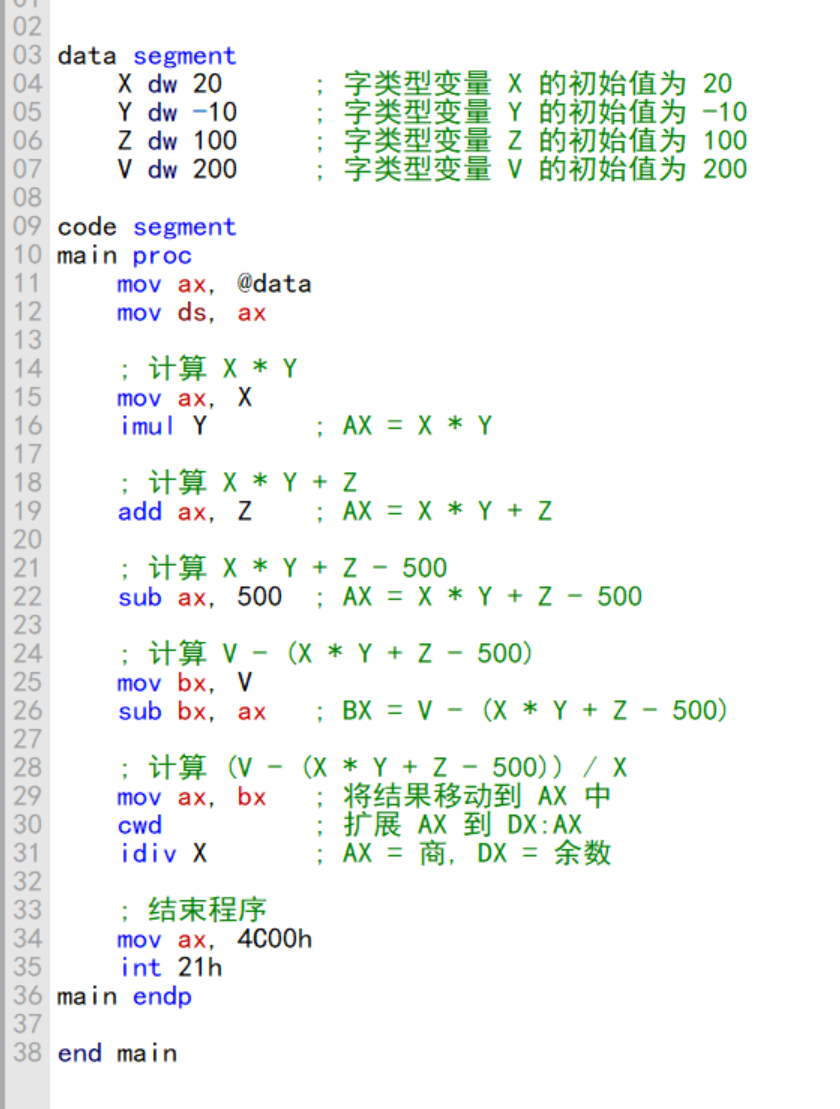 01
02
03 data segment
04 X dw 20 ; 字类型变量 X 的初始值为 20
05 Y dw -10 ; 字类型变量 Y 的初始值为 -10
06 Z dw 100 ; 字类型变量 Z 的初始值为 100
07 V dw 200 ; 字类型变量 V 的初始值为 200
08
09 code segment
10 main proc
11 mov ax, @data
12 mov ds, ax
13
14 ; 计算 X * Y
15 mov ax, X
16 imul Y ; AX = X * Y
17
18 ; 计算 X * Y + Z
19 add ax, Z ; AX = X * Y + Z
20
21 ; 计算 X * Y + Z - 500
22 sub ax, 500 ; AX = X * Y + Z - 500
23
24 ; 计算 V - (X * Y + Z - 500)
25 mov bx, V
26 sub bx, ax ; BX = V - (X * Y + Z - 500)
27
28 ; 计算 (V - (X * Y + Z - 500)) / X
29 mov ax, bx ; 将结果移动到 AX 中
30 cwd ; 扩展 AX 到 DX:AX
31 idiv X ; AX = 商, DX = 余数
32
33 ; 结束程序
34 mov ax, 4C00h
35 int 21h
36 main endp
37
38 end main